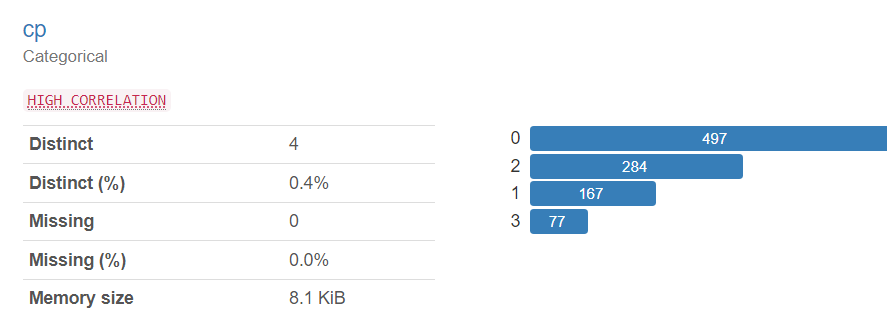 cp
Categorical
HIGH CORRELATION
Distinct 4
Distinct (%) 0.4%
Missing 0
Missing (%) 0.0%
Memory size 8.1 KiB
0 497
2 284
1 167
3 77